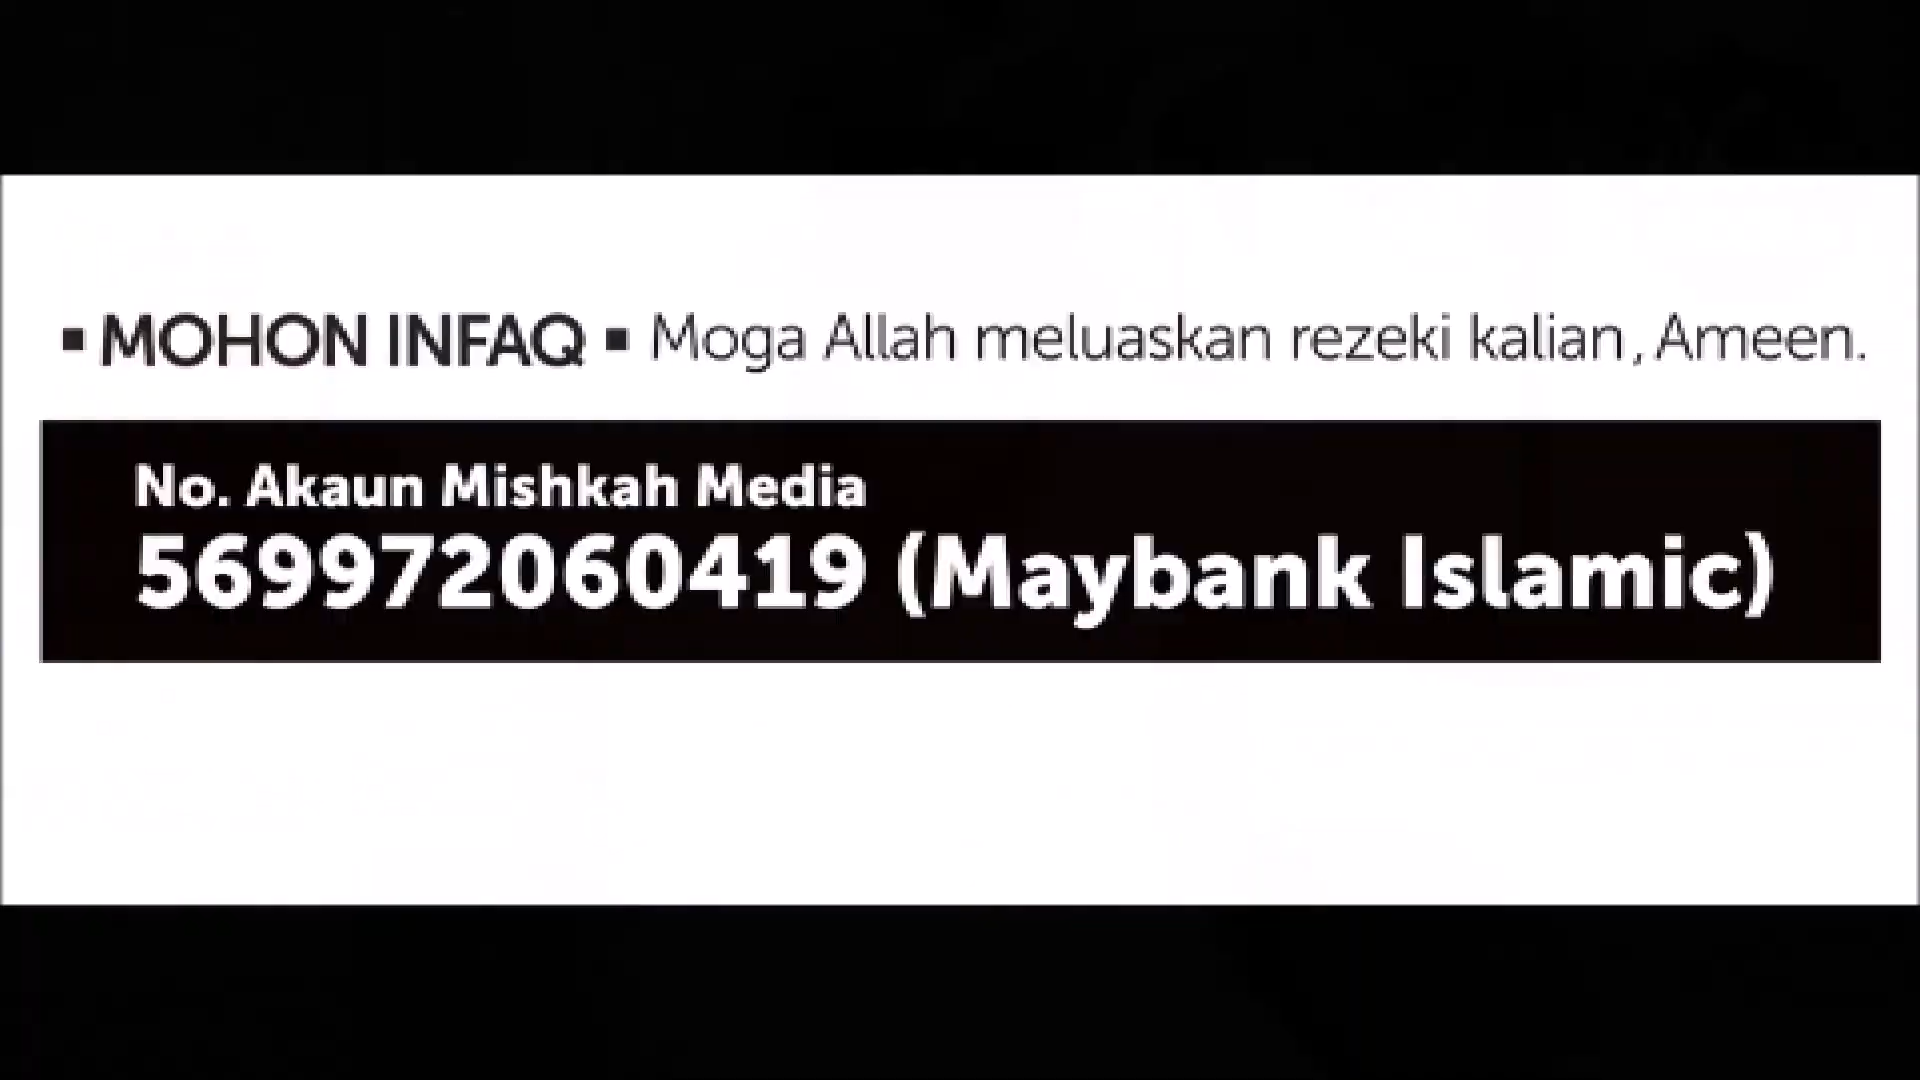 ▪ MOHON INFAQ ▪ Moga Allah meluaskan rezeki kalian, Ameen.
No. Akaun Mishkah Media
569972060419 (Maybank Islamic)